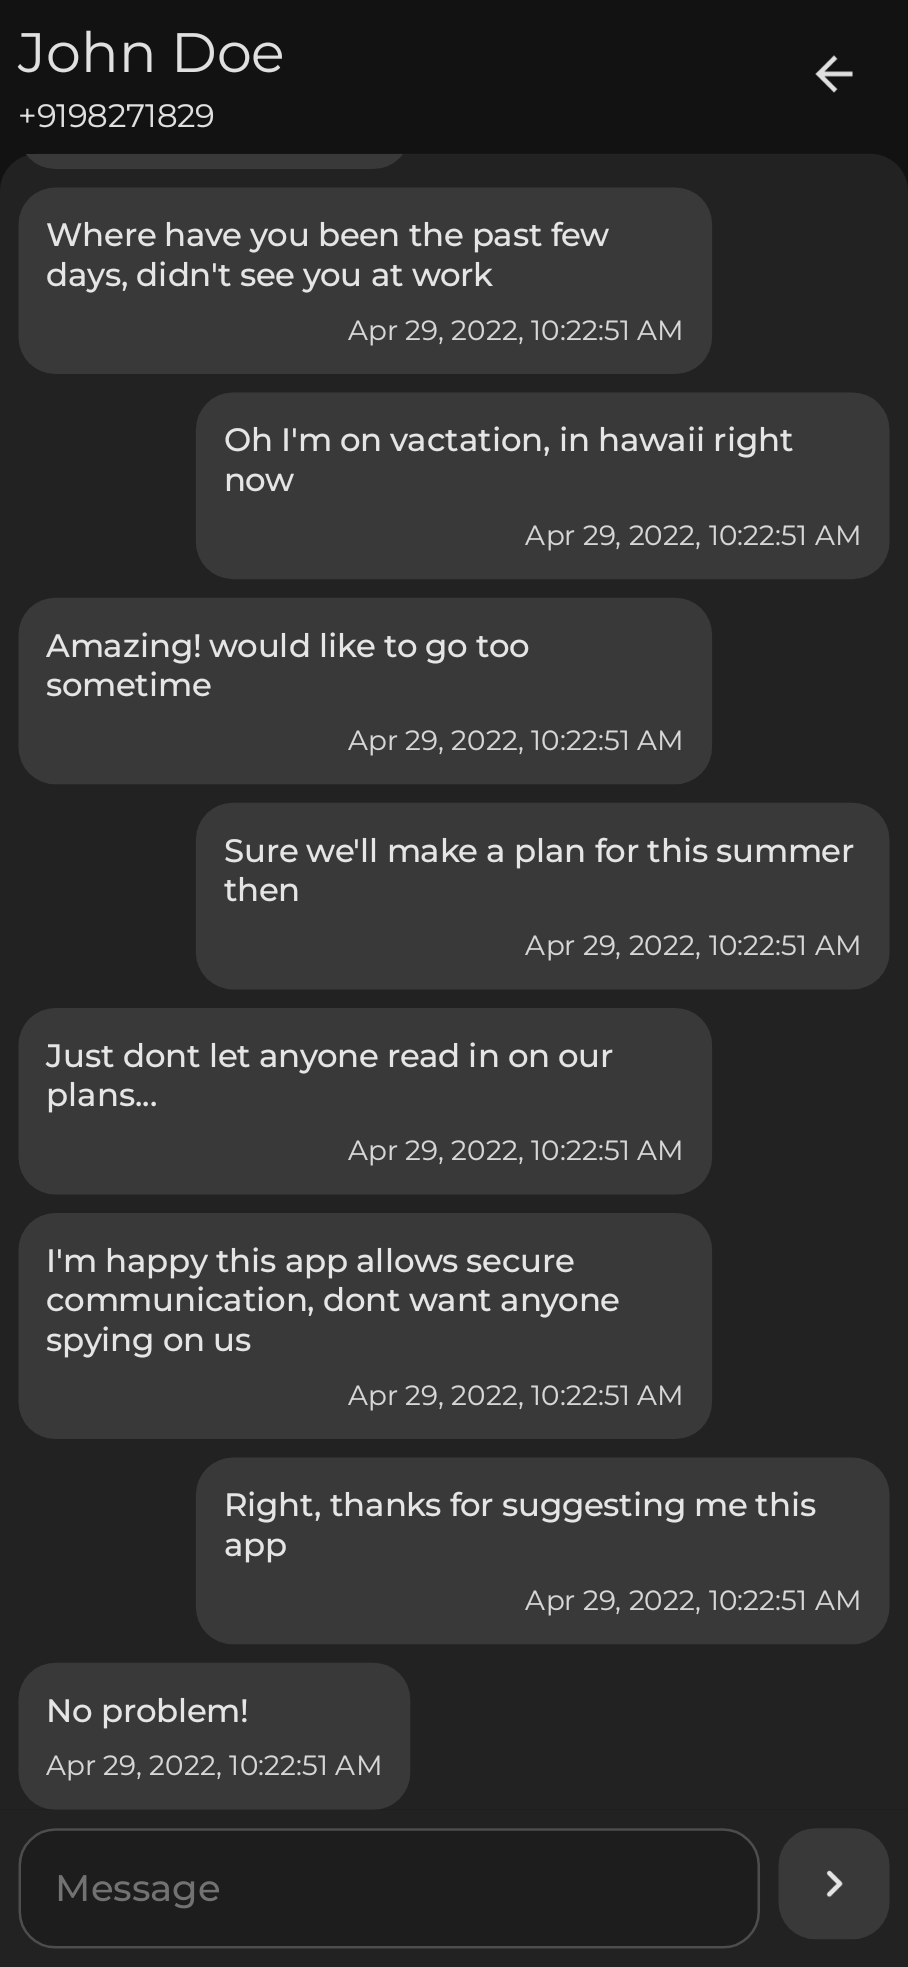 John Doe
+9198271829
Where have you been the past few
days, didn't see you at work
Apr 29, 2022, 10:22:51 AM
Oh I'm on vactation, in hawaii right
now
Apr 29, 2022, 10:22:51 AM
Amazing! would like to go too
sometime
Apr 29, 2022, 10:22:51 AM
Sure we'll make a plan for this summer
then
Apr 29, 2022, 10:22:51 AM
Just dont let anyone read in on our
plans...
Apr 29, 2022, 10:22:51 AM
I'm happy this app allows secure
communication, dont want anyone
spying on us
Apr 29, 2022, 10:22:51 AM
Right, thanks for suggesting me this
app
Apr 29, 2022, 10:22:51 AM
No problem!
Apr 29, 2022, 10:22:51 AM
Message